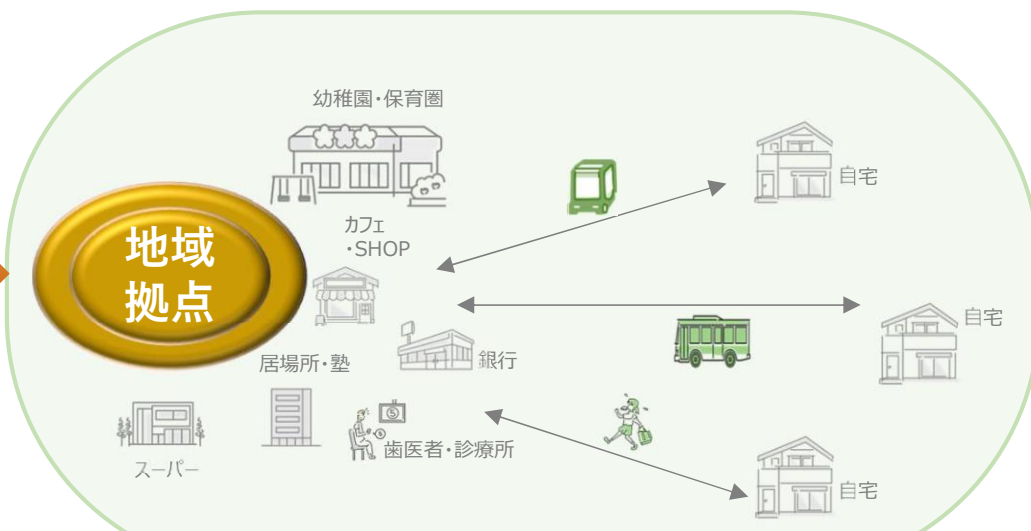 幼稚園・保育圏
自宅
カフェ
・SHOP
地域
拠点
自宅
居場所・塾
銀行
歯医者・診療所
スーパー
自宅